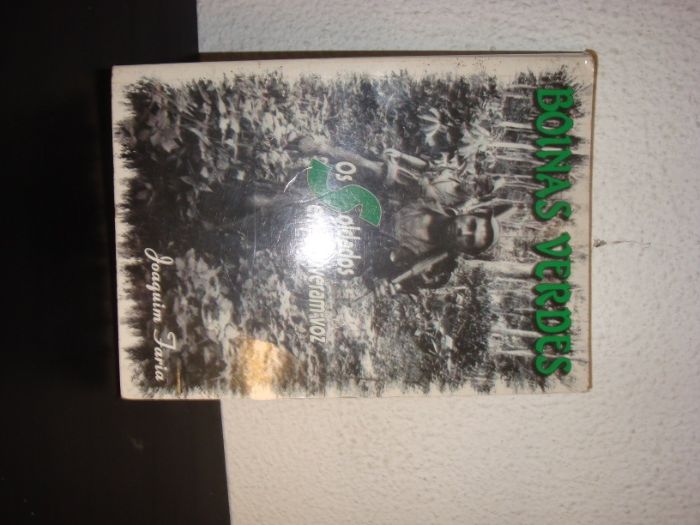 BOINAS VERDES
Os Soldados
Joaquim Faria